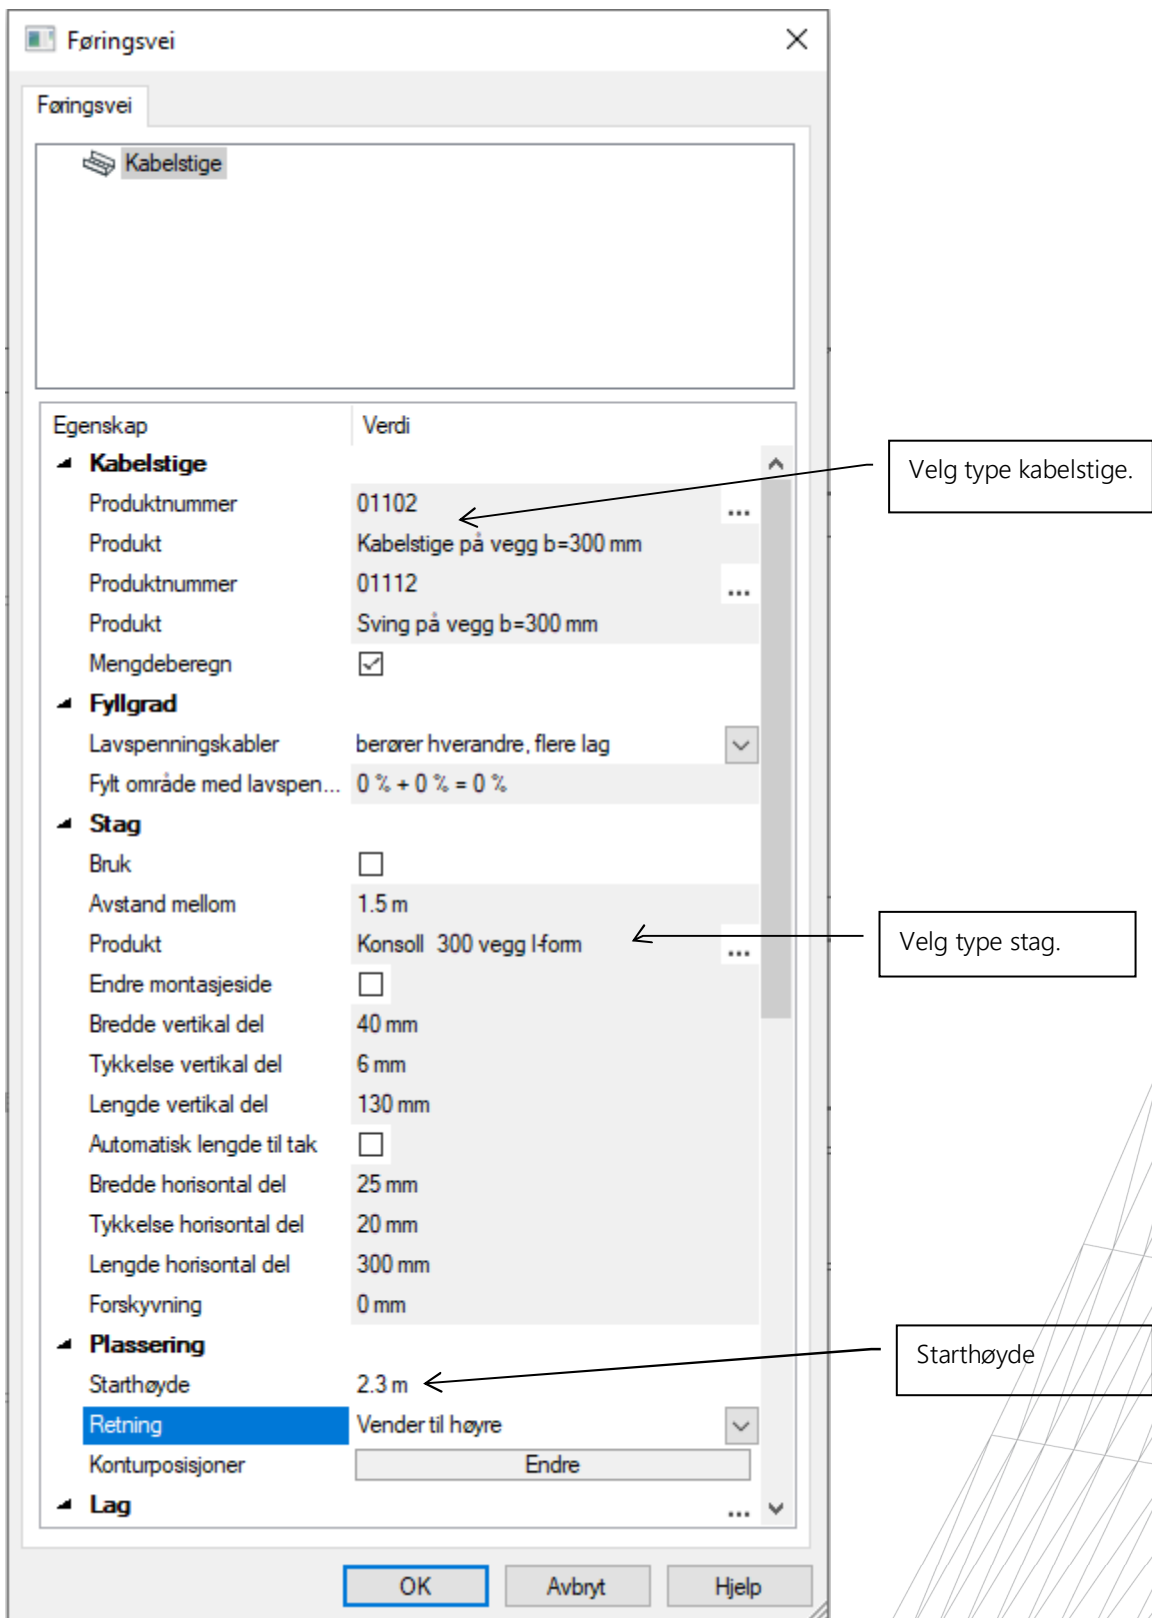 Føringsvei
Føringsvei
Kabelstige
Egenskap Verdi
Kabelstige
Velg type kabelstige.
Produktnummer 01102 ...
Produkt Kabelstige på vegg b=300 mm
Produktnummer 01112 ...
Produkt Sving på vegg b=300 mm
Mengdeberegn
Fyllgrad
Lavspenningskabler berører hverandre, flere lag
Fylt område med lavspen... 0 % + 0 % = 0 %
Stag
Bruk
Avstand mellom 1.5 m
Produkt Konsoll 300 vegg l-form ...
Velg type stag.
Endre montasjeside
Bredde vertikal del 40 mm
Tykkelse vertikal del 6 mm
Lengde vertikal del 130 mm
Automatisk lengde til tak
Bredde horisontal del 25 mm
Tykkelse horisontal del 20 mm
Lengde horisontal del 300 mm
Forskyvning 0 mm
Plassering
Starthøyde
Starthøyde 2.3 m
Retning Vender til høyre
Konturposisjoner Endre
Lag ...
OK Avbryt Hjelp